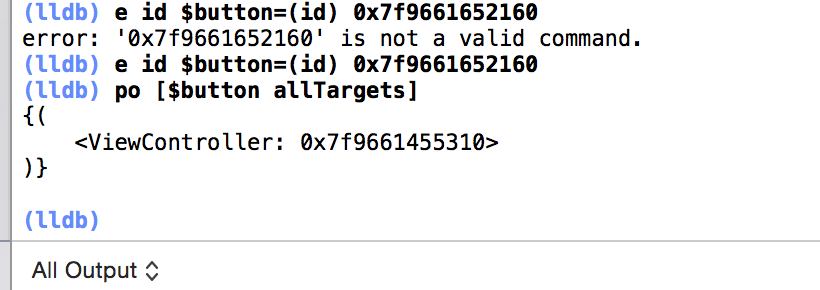 (lldb) e id $button=(id) 0x7f9661652160
error: '0x7f9661652160' is not a valid command.
(lldb) e id $button=(id) 0x7f9661652160
(lldb) po [$button allTargets]
{(
    <ViewController: 0x7f9661455310>
)}
(lldb)
All Output